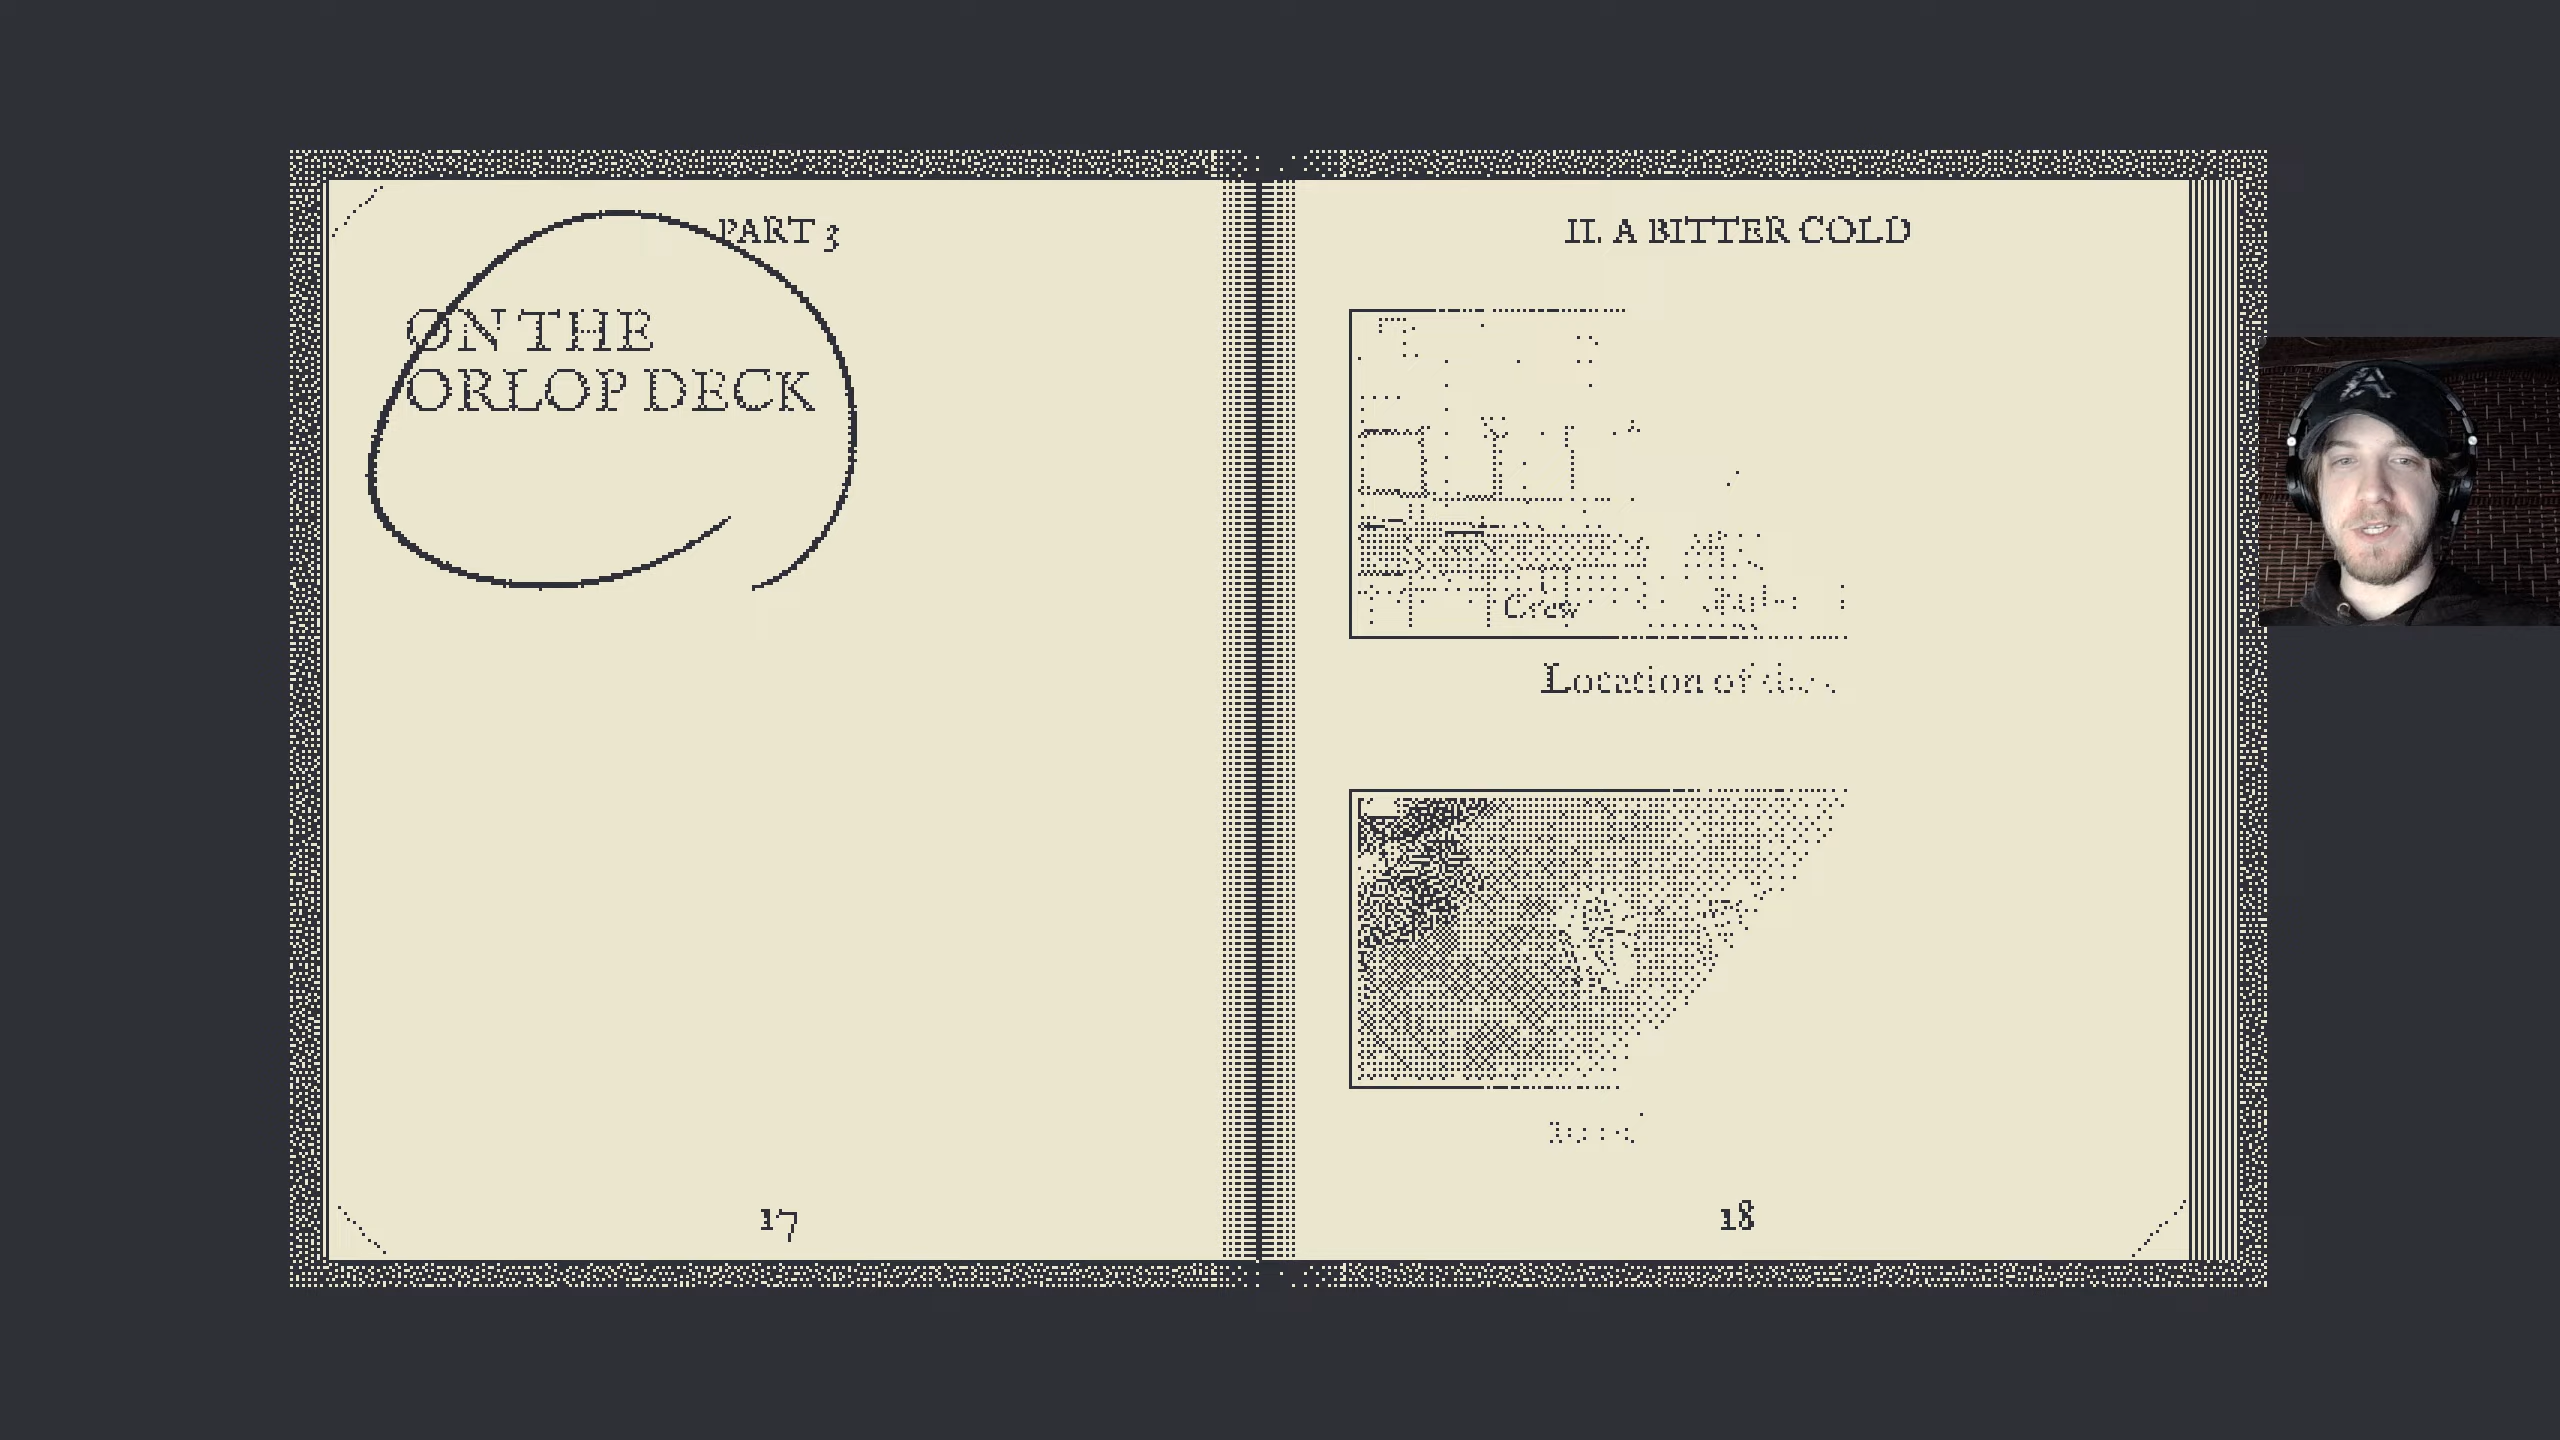 PART 3
ON THE
ORLOP DECK
17
II. A BITTER COLD
Crew
Location of
18